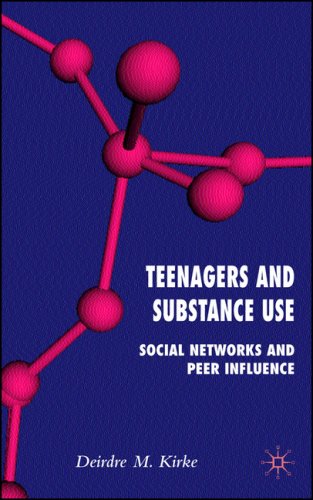 TEENAGERS AND
SUBSTANCE USE
SOCIAL NETWORKS AND
PEER INFLUENCE
Deirdre M. Kirke